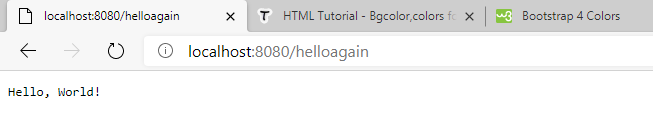 localhost:8080/helloagain
HTML Tutorial - Bgcolor,colors fo
Bootstrap 4 Colors
localhost:8080/helloagain
Hello, World!